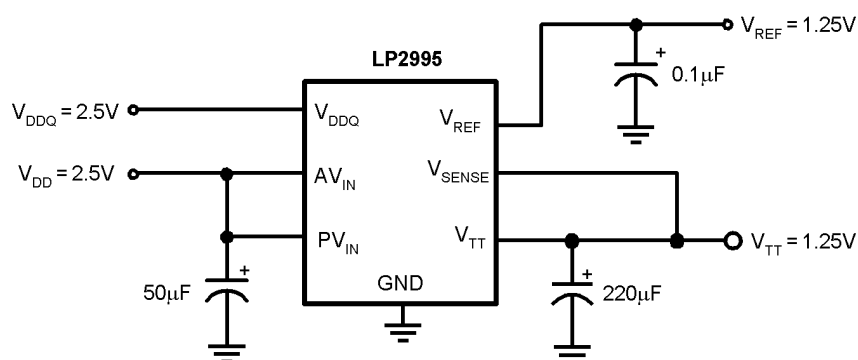 V_REF = 1.25V
+
0.1µF
LP2995
V_DDQ = 2.5V
V_DDQ
V_REF
V_DD = 2.5V
AV_IN
V_SENSE
PV_IN
V_TT
V_TT = 1.25V
GND
+
50µF
+
220µF